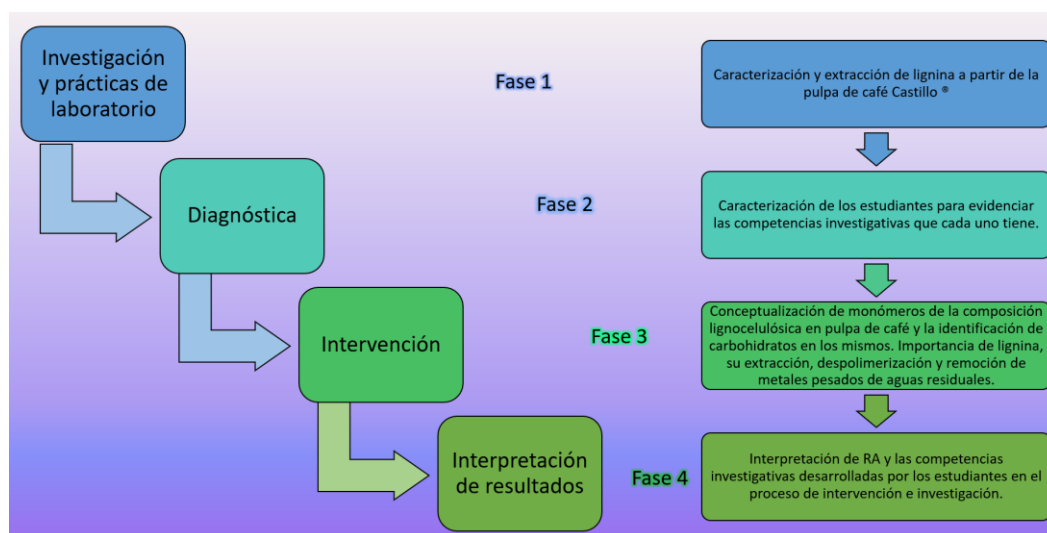 Investigación
y prácticas de
laboratorio
Fase 1
Caracterización y extracción de lignina a partir de la
pulpa de café Castillo ®
Diagnóstica
Fase 2
Caracterización de los estudiantes para evidenciar
las competencias investigativas que cada uno tiene.
Intervención
Fase 3
Conceptualización de monómeros de la composición
lignocelulósica en pulpa de café y la identificación de
carbohidratos en los mismos. Importancia de lignina,
su extracción, despolimerización y remoción de
metales pesados de aguas residuales.
Interpretación
de resultados
Fase 4
Interpretación de RA y las competencias
investigativas desarrolladas por los estudiantes en el
proceso de intervención e investigación.